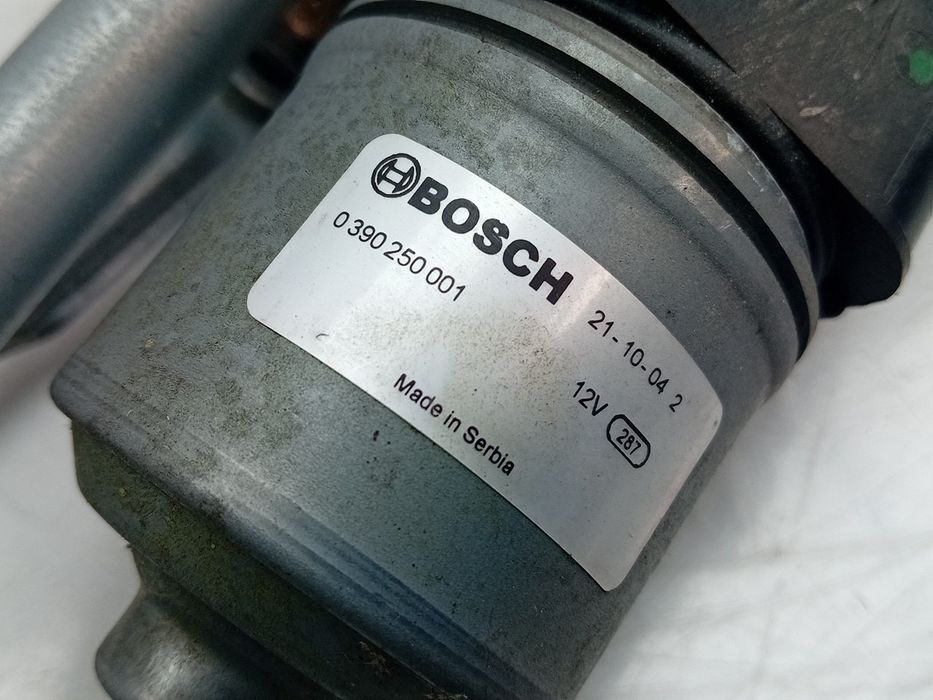 BOSCH
0 390 250 001
21-10-04 2
12V 287
Made in Serbia